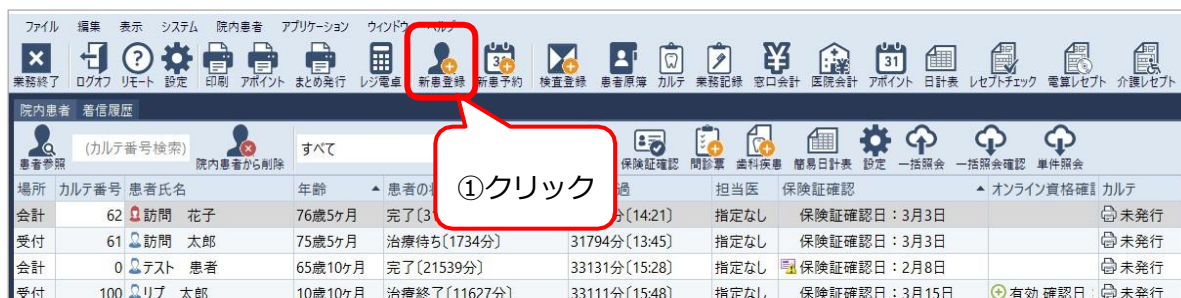 ファイル 編集 表示 システム 院内患者 アプリケーション ウィンドウ ヘルプ
業務終了 ログオフ リモート 設定 印刷 アポイント まとめ発行 レジ電卓 新患登録 新患予約 検査登録 患者原簿 カルテ 業務記録 窓口会計 医院会計 アポイント 日計表 レセプトチェック 電算レセプト 介護レセプト
院内患者 着信履歴
患者参照 (カルテ番号検索) 院内患者から削除 すべて 保険証確認 問診票 歯科疾患 簡易日計表 設定 一括照会 一括照会確認 単件照会
①クリック
場所 カルテ番号 患者氏名 年齢 患者の 過 担当医 保険証確認 オンライン資格確認 カルテ
会計 62 訪問 花子 76歳5ヶ月 完了(31 分(14:21) 指定なし 保険証確認日:3月3日 未発行
受付 61 訪問 太郎 75歳5ヶ月 治療待ち(1734分) 31794分(13:45) 指定なし 保険証確認日:3月3日 未発行
会計 0 テスト 患者 65歳10ヶ月 完了(21539分) 33131分(15:28) 指定なし 保険証確認日:2月8日 未発行
受付 100 リプ 太郎 10歳10ヶ月 治療終了(11627分) 33111分(15:48) 指定なし 保険証確認日:3月15日 有効 確認日: 未発行